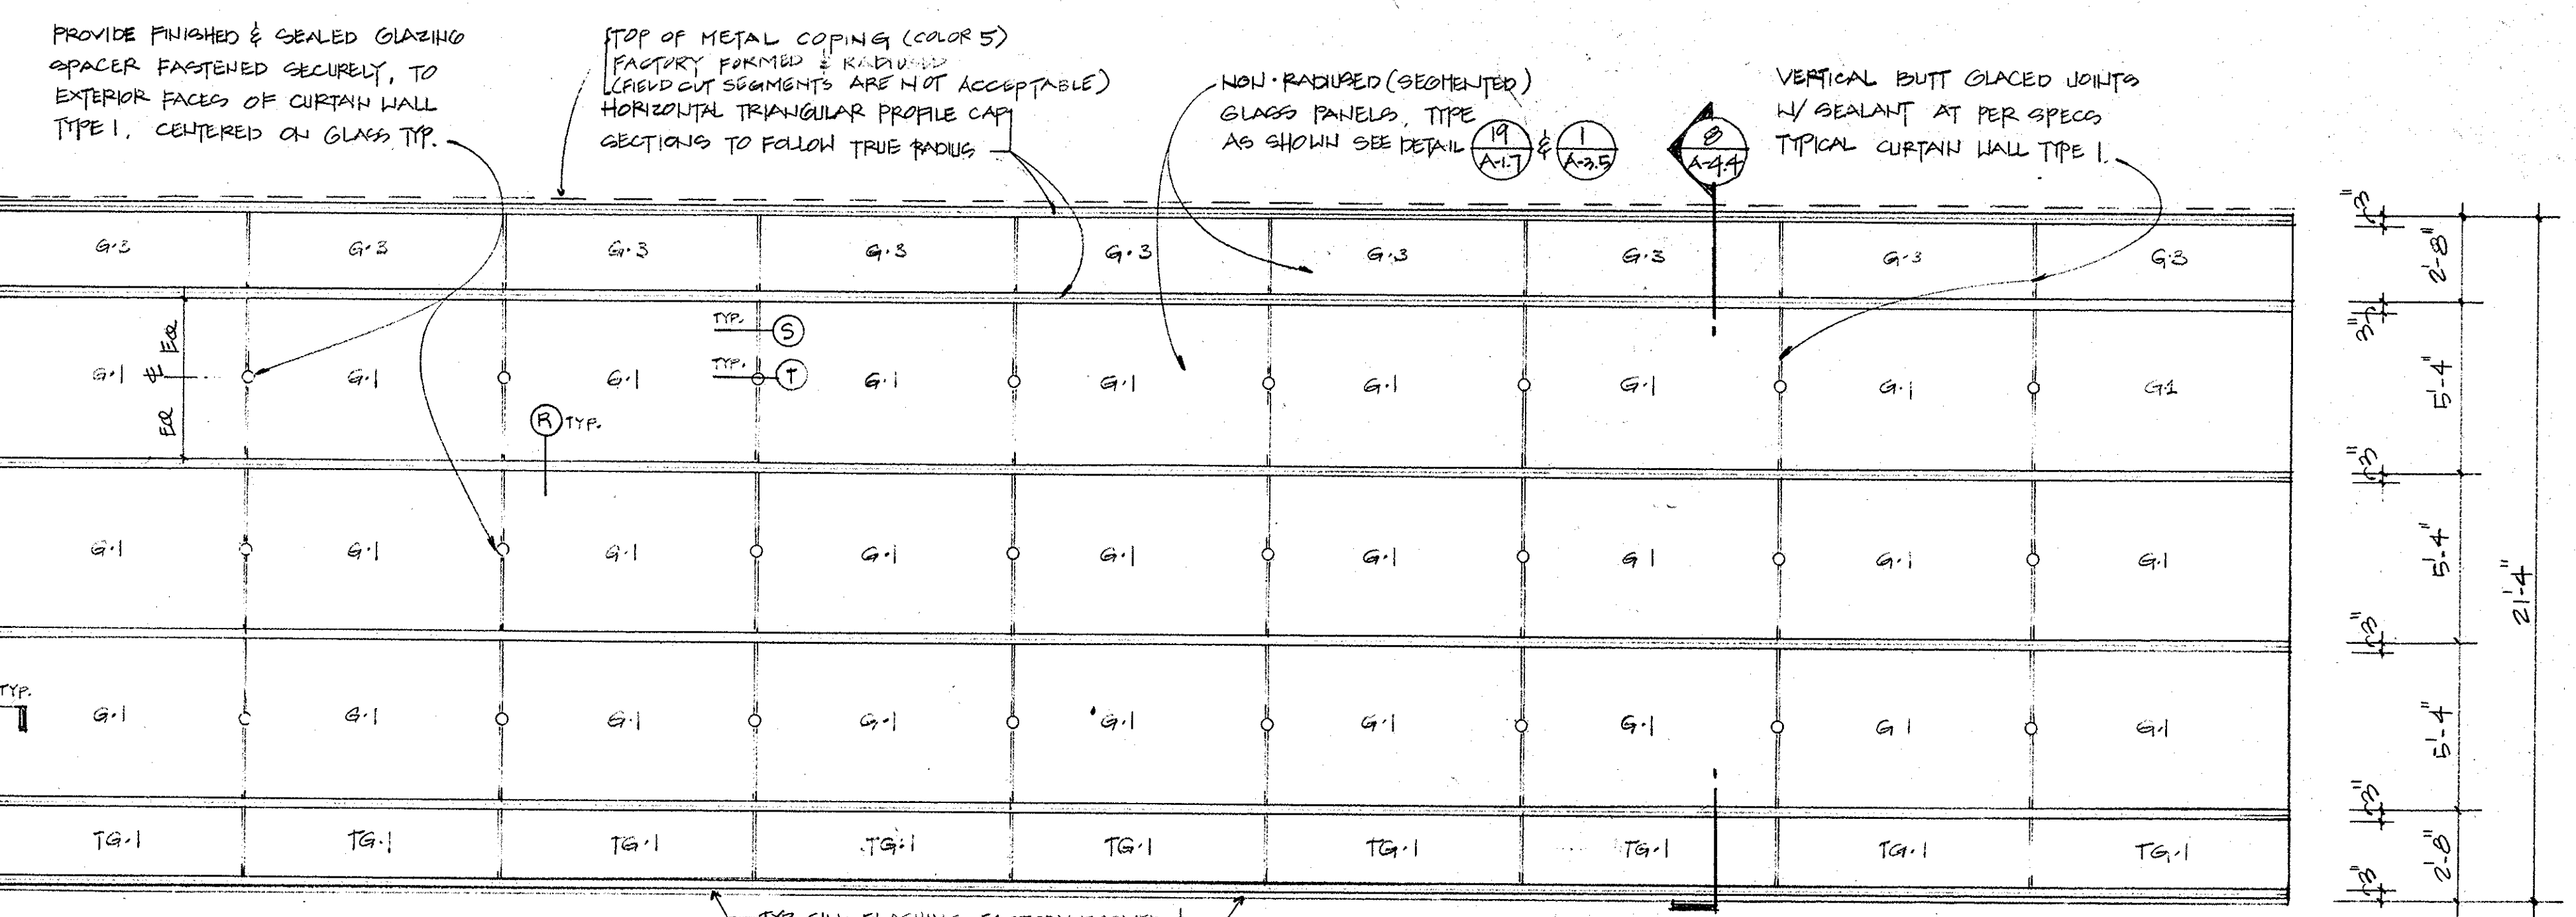 PROVIDE FINISHED & SEALED GLAZING
SPACER FASTENED SECURELY, TO
EXTERIOR FACES OF CURTAIN WALL
TYPE 1. CENTERED ON GLASS TYP.
TOP OF METAL COPING (COLOR 5)
FACTORY FORMED & RADIUSED
(FIELD CUT SEGMENTS ARE NOT ACCEPTABLE)
HORIZONTAL TRIANGULAR PROFILE CAP
SECTIONS TO FOLLOW TRUE RADIUS
NON-RADIUSED (SEGMENTED)
GLASS PANELS, TYPE
AS SHOWN SEE DETAIL 19 A-1.7 & 1 A-3.5
8 A-4.4
VERTICAL BUTT GLACED JOINTS
W/ SEALANT AT PER SPECS
TYPICAL CURTAIN WALL TYPE 1.
G-3 G-3 G-3 G-3 G-3 G-3 G-3 G-3 G-3
3" 2'-8"
EQ EQ
TYP. S
TYP. T
R TYP.
G-1 G-1 G-1 G-1 G-1 G-1 G-1 G-1 G1
3" 5'-4"
G-1 G-1 G-1 G-1 G-1 G-1 G 1 G-1 G-1
3" 5'-4"
21'-4"
TYP.
G-1 G-1 G-1 G-1 G-1 G-1 G-1 G 1 G-1
3" 5'-4"
TG-1 TG-1 TG-1 TG-1 TG-1 TG-1 TG-1 TG-1 TG-1
3" 2'-8"
3"